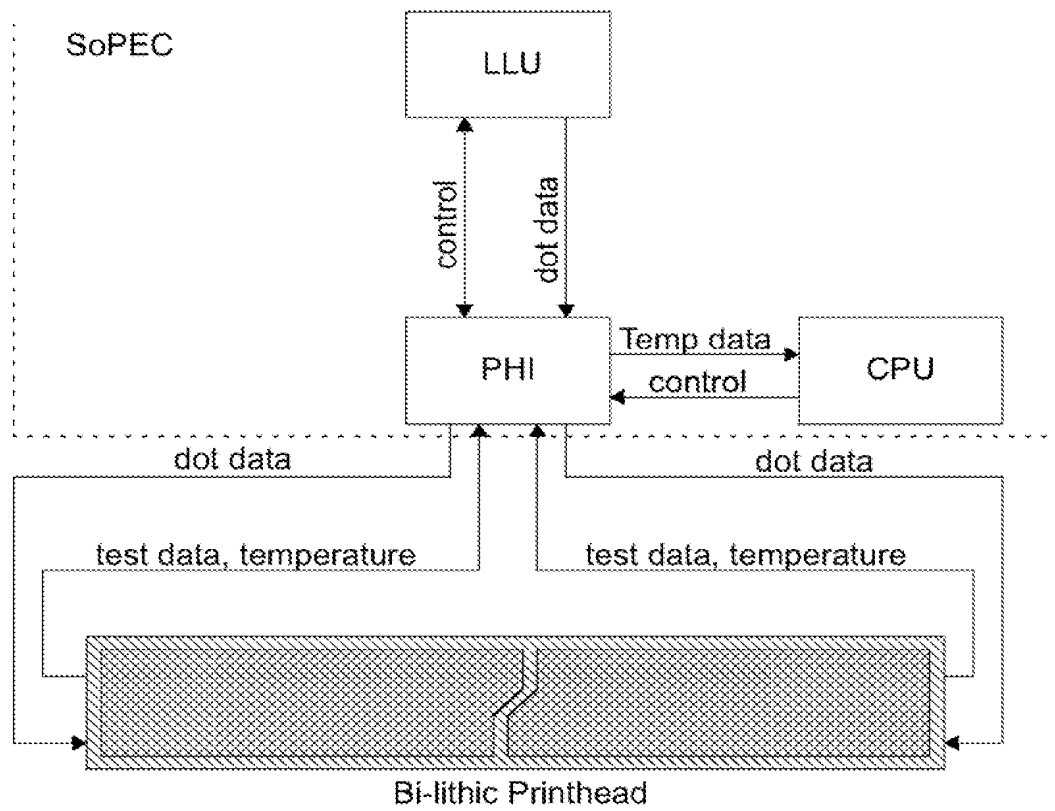 SoPEC
LLU
control
dot data
PHI
Temp data
control
CPU
dot data
dot data
test data, temperature
test data, temperature
Bi-lithic Printhead